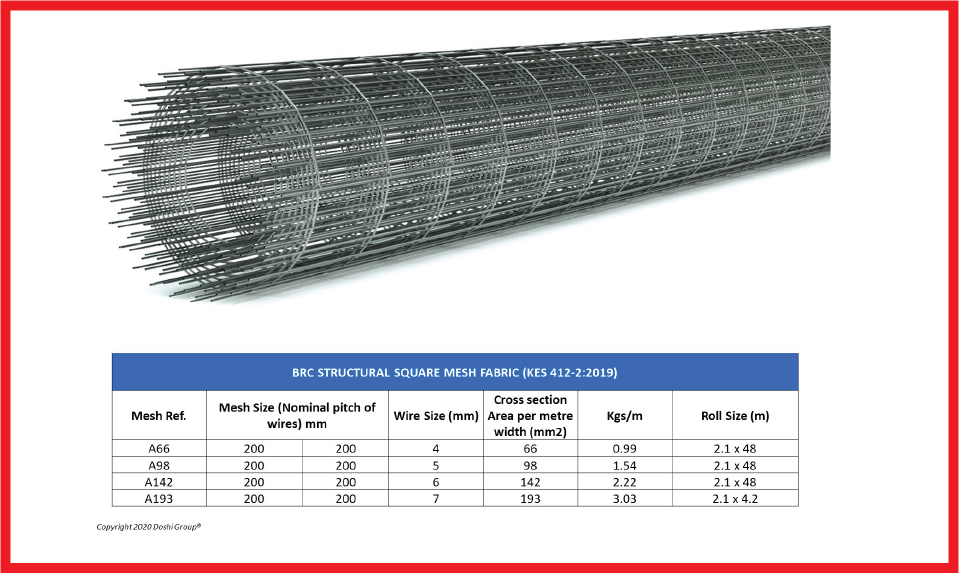 BRC STRUCTURAL SQUARE MESH FABRIC (KES 412-2:2019)
Mesh Ref. Mesh Size (Nominal pitch of wires) mm Wire Size (mm) Cross section Area per metre width (mm2) Kgs/m Roll Size (m)
A66 200 200 4 66 0.99 2.1 x 48
A98 200 200 5 98 1.54 2.1 x 48
A142 200 200 6 142 2.22 2.1 x 48
A193 200 200 7 193 3.03 2.1 x 4.2
Copyright 2020 Doshi Group®